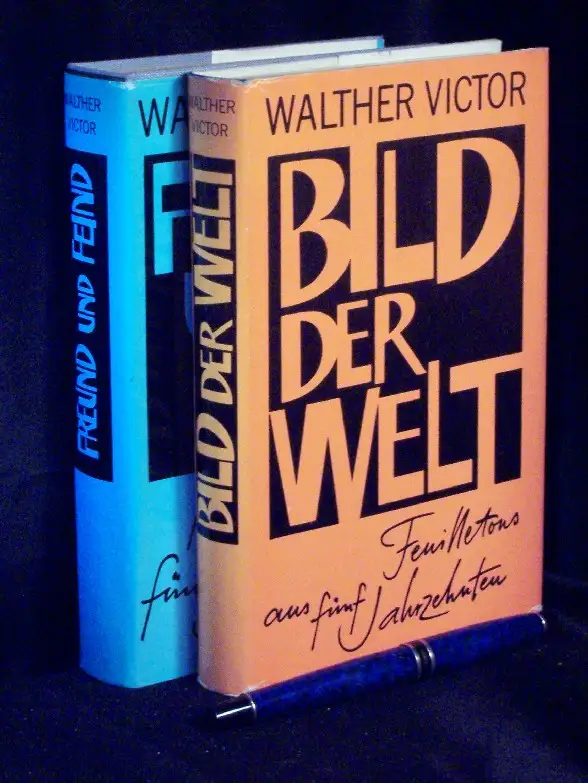 WALTHER
VICTOR
FREUND UND FEIND
WALTHER
VICTOR
BILD DER WELT
WALTHER VICTOR
BILD
DER
WELT
Feuilletons
aus fünf Jahrzehnten